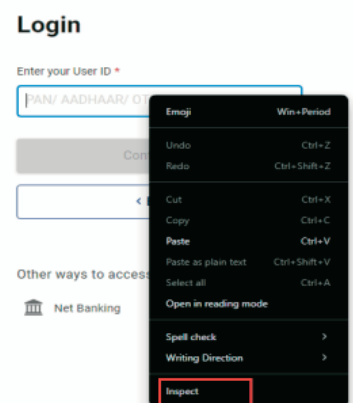 Login
Enter your User ID *
PAN/ AADHAAR/ OT
Emoji Win+Period
Undo Ctrl+Z
Redo Ctrl+Shift+Z
Con
Cut Ctrl+X
Copy Ctrl+C
Paste Ctrl+V
Paste as plain text Ctrl+Shift+V
Select all Ctrl+A
Open in reading mode
Other ways to access
Net Banking
Spell check >
Writing Direction >
Inspect